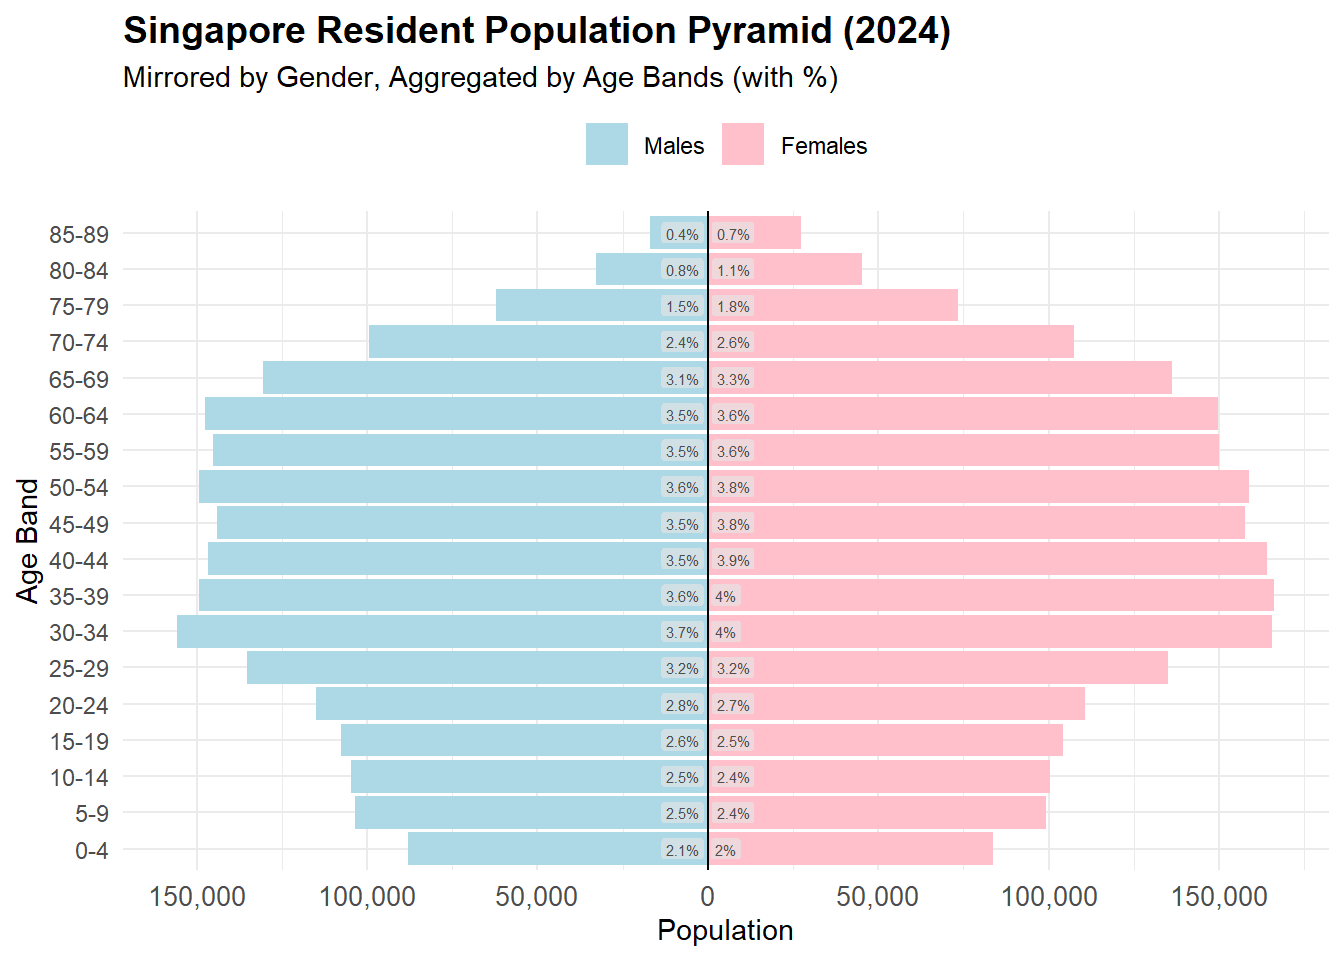 Singapore Resident Population Pyramid (2024)
Mirrored by Gender, Aggregated by Age Bands (with %)
Males Females
85-89 0.4% 0.7%
80-84 0.8% 1.1%
75-79 1.5% 1.8%
70-74 2.4% 2.6%
65-69 3.1% 3.3%
60-64 3.5% 3.6%
55-59 3.5% 3.6%
50-54 3.6% 3.8%
45-49 3.5% 3.8%
40-44 3.5% 3.9%
35-39 3.6% 4%
30-34 3.7% 4%
25-29 3.2% 3.2%
20-24 2.8% 2.7%
15-19 2.6% 2.5%
10-14 2.5% 2.4%
5-9 2.5% 2.4%
0-4 2.1% 2%
Age Band
150,000 100,000 50,000 0 50,000 100,000 150,000
Population